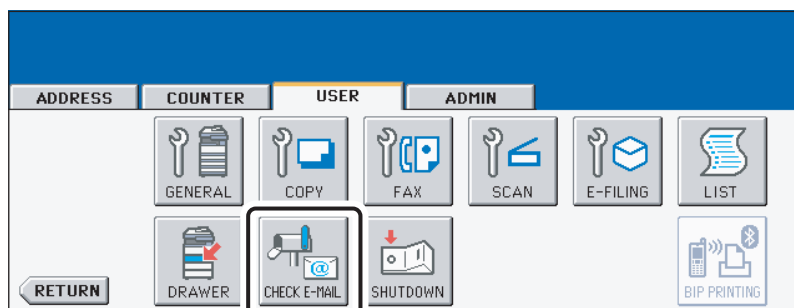 ADDRESS COUNTER USER ADMIN
GENERAL COPY FAX SCAN E-FILING LIST
RETURN DRAWER CHECK E-MAIL SHUTDOWN BIP PRINTING